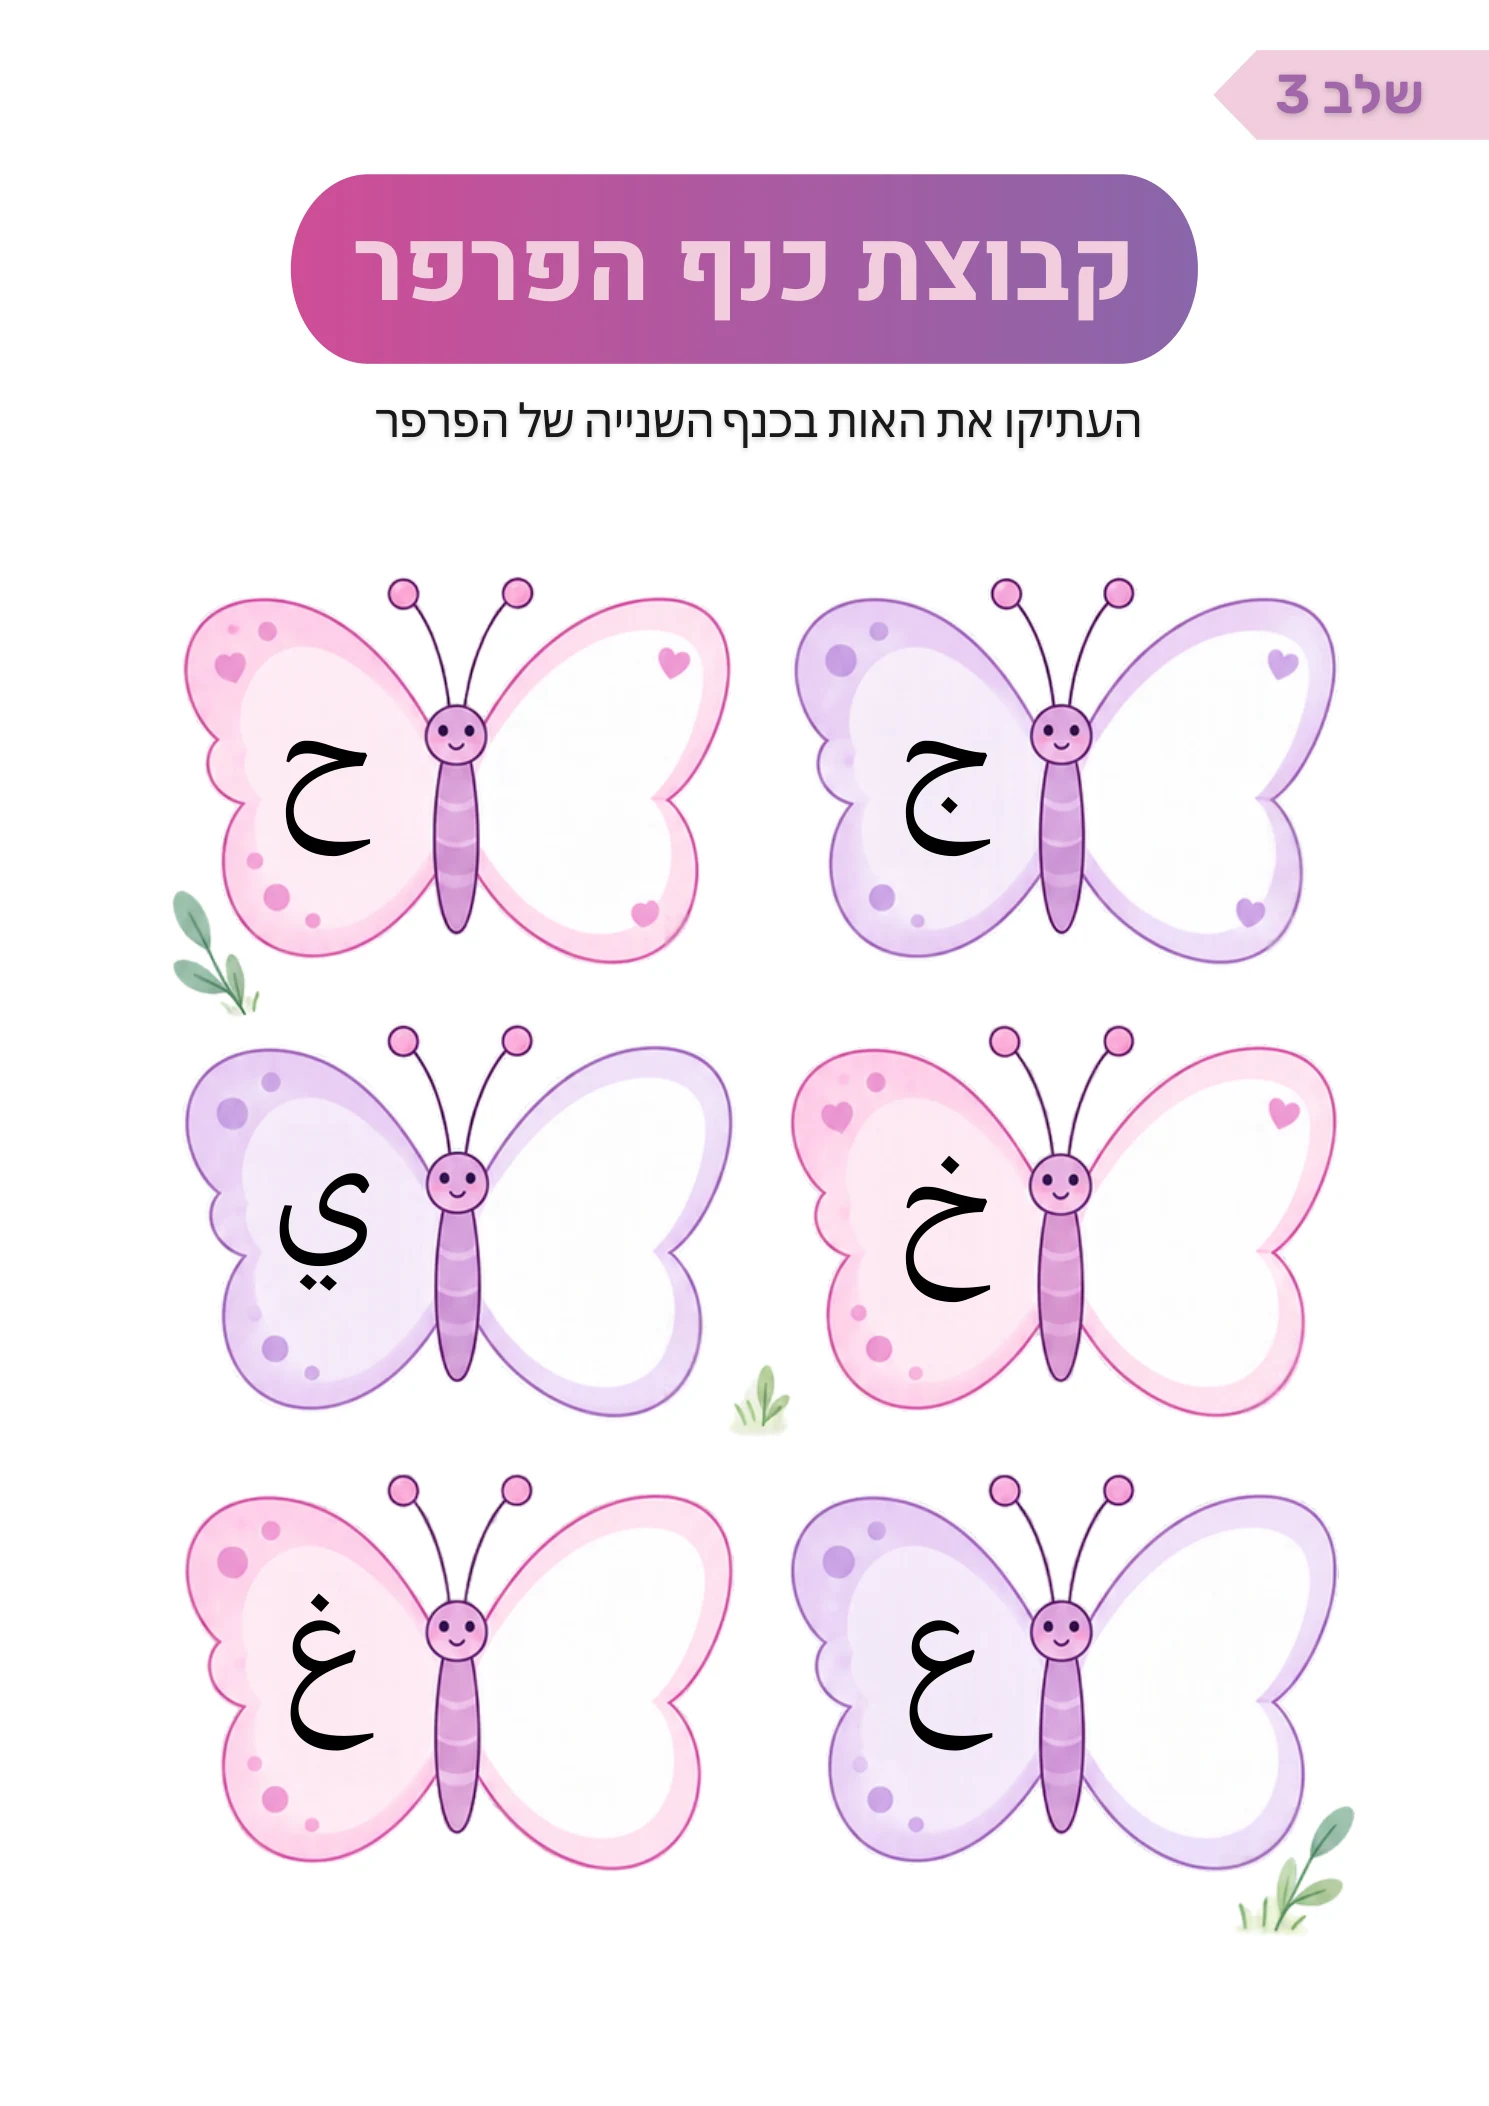 שלב 3
קבוצת כנף הפרפר
העתיקו את האות בכנף השנייה של הפרפר
ج
ح
خ
ي
ع
غ